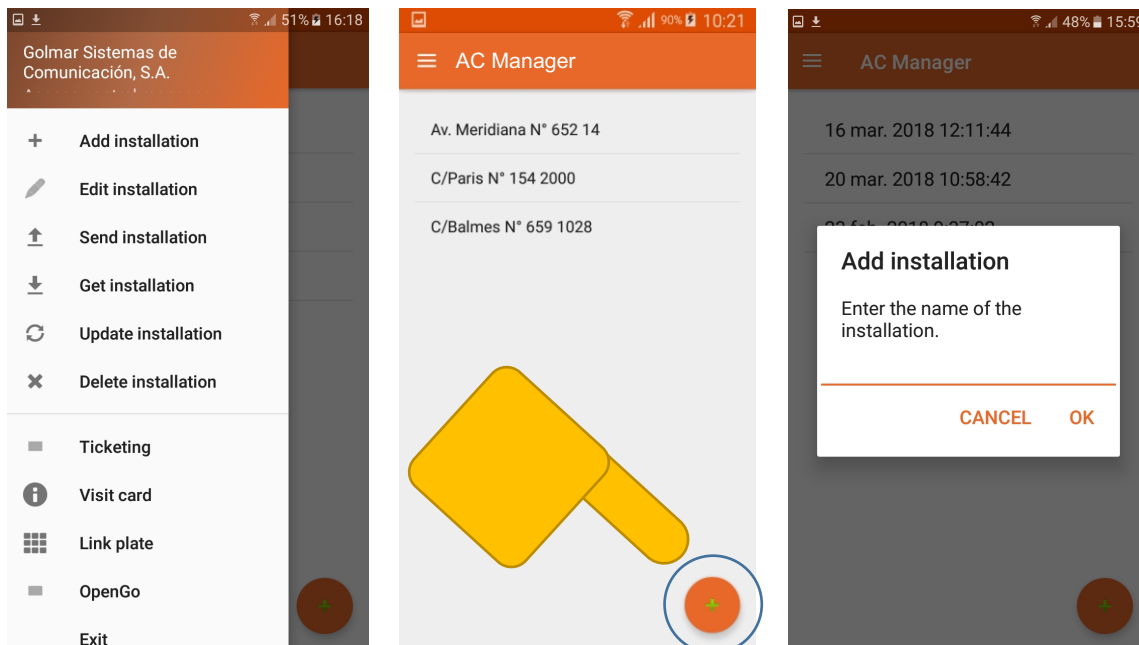 51% 16:18
Golmar Sistemas de
Comunicación, S.A.
Add installation
Edit installation
Send installation
Get installation
Update installation
Delete installation
Ticketing
Visit card
Link plate
OpenGo
Exit
90% 10:21
AC Manager
Av. Meridiana N° 652 14
C/Paris N° 154 2000
C/Balmes N° 659 1028
48% 15:59
AC Manager
16 mar. 2018 12:11:44
20 mar. 2018 10:58:42
Add installation
Enter the name of the
installation.
CANCEL OK